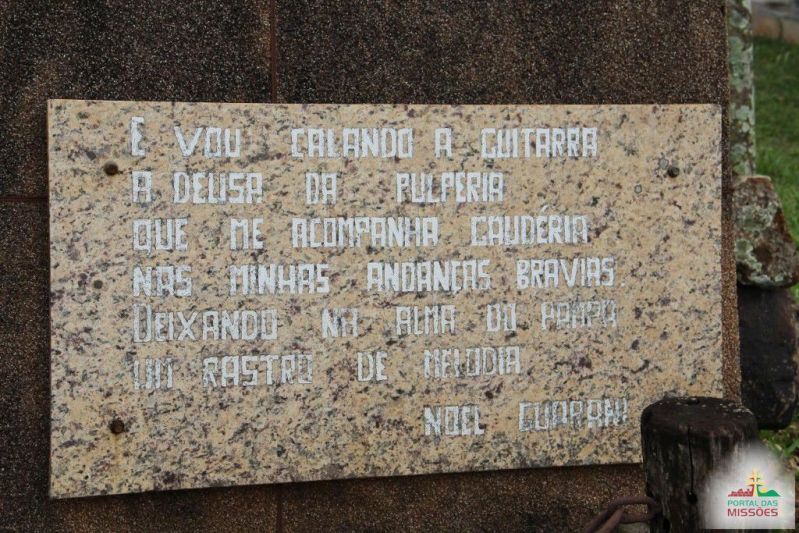 E VOU CALANDO A GUITARRA
A DEUSA DA PULPERIA
QUE ME ACOMPANHA GAUDÉRIA
NAS MINHAS ANDANÇAS BRAVIAS.
DEIXANDO NA ALMA DO PAMPA
UM RASTRO DE MELODIA
NOEL GUARANI
PORTAL DAS
MISSÕES